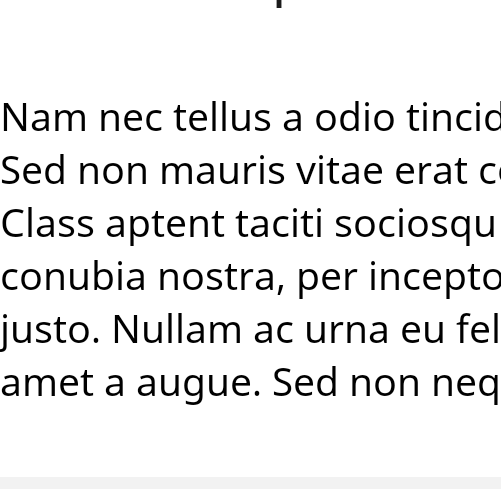 Nam nec tellus a odio tincid
Sed non mauris vitae erat c
Class aptent taciti sociosqu
conubia nostra, per incepto
justo. Nullam ac urna eu fel
amet a augue. Sed non neq